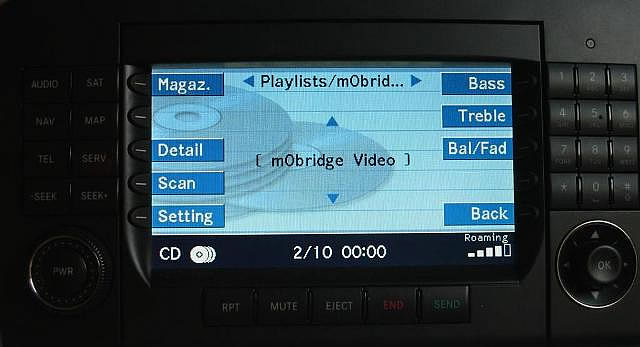 AUDIO SAT
NAV MAP
TEL SERV
-SEEK SEEK+
PWR
Magaz.
Detail
Scan
Setting
Playlists/m0brid...
[ m0bridge Video ]
Bass
Treble
Bal/Fad
Back
CD 2/10 00:00
Roaming
RPT MUTE EJECT END SEND
1 2 3
4 5 6
7 8 9
* 0 #
OK